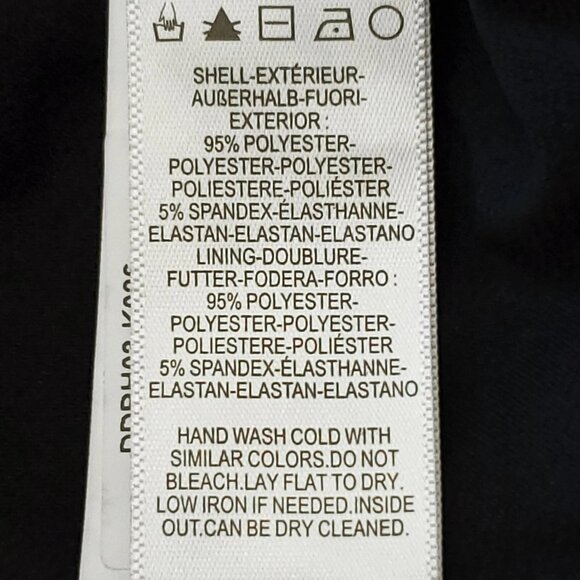 SHELL-EXTÉRIEUR-
AUßERHALB-FUORI-
EXTERIOR :
95% POLYESTER-
POLYESTER-POLYESTER-
POLIESTERE-POLIÉSTER
5% SPANDEX-ÉLASTHANNE-
ELASTAN-ELASTAN-ELASTANO
LINING-DOUBLURE-
FUTTER-FODERA-FORRO :
95% POLYESTER-
POLYESTER-POLYESTER-
POLIESTERE-POLIÉSTER
5% SPANDEX-ÉLASTHANNE-
ELASTAN-ELASTAN-ELASTANO
HAND WASH COLD WITH
SIMILAR COLORS.DO NOT
BLEACH.LAY FLAT TO DRY.
LOW IRON IF NEEDED.INSIDE
OUT.CAN BE DRY CLEANED.